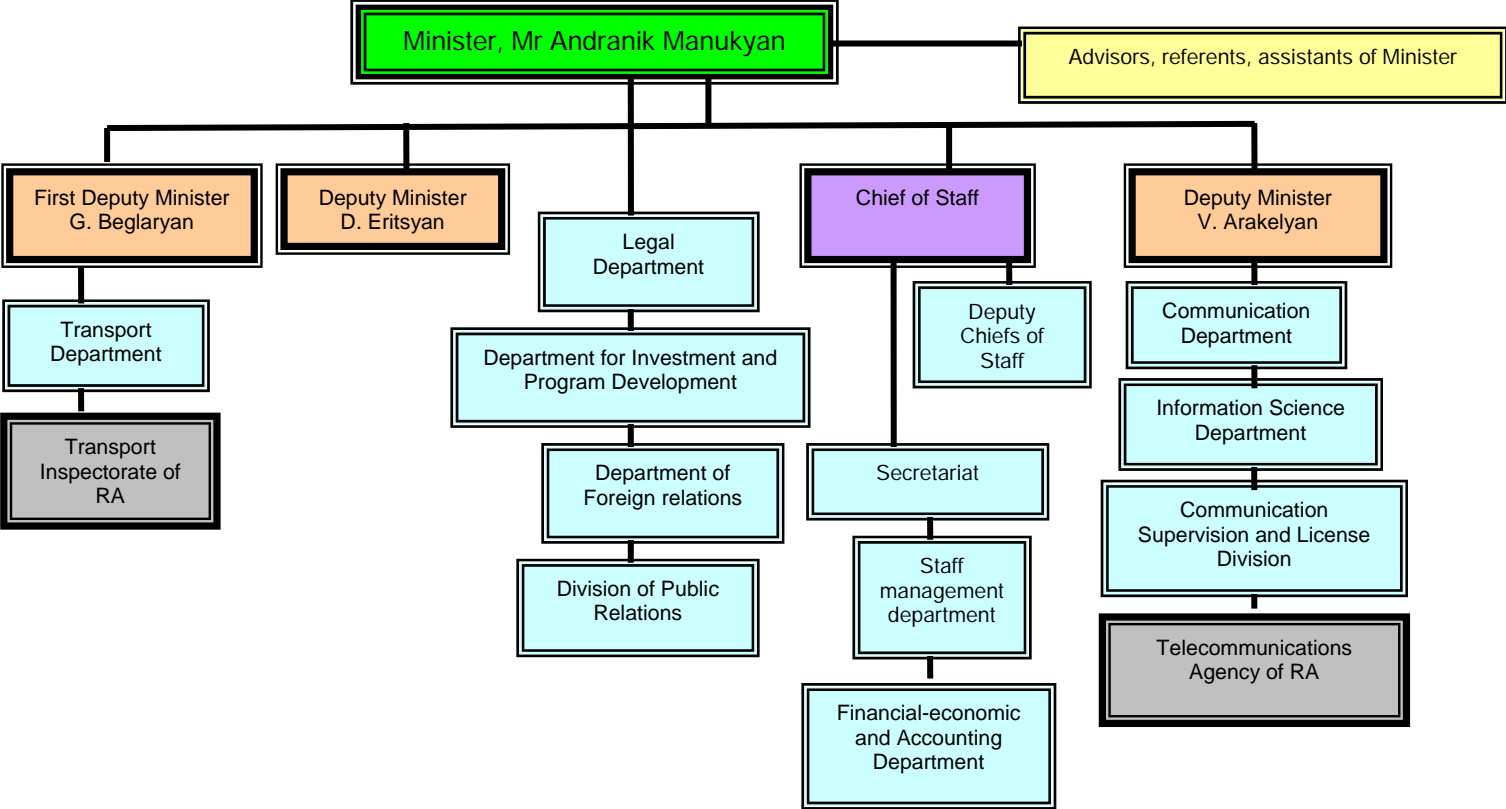 Minister, Mr Andranik Manukyan
Advisors, referents, assistants of Minister
First Deputy Minister
G. Beglaryan
Deputy Minister
D. Eritsyan
Legal
Department
Chief of Staff
Deputy Minister
V. Arakelyan
Transport
Department
Transport
Inspectorate of
RA
Department for Investment and
Program Development
Department of
Foreign relations
Division of Public
Relations
Deputy
Chiefs of
Staff
Secretariat
Staff
management
department
Financial-economic
and Accounting
Department
Communication
Department
Information Science
Department
Communication
Supervision and License
Division
Telecommunications
Agency of RA